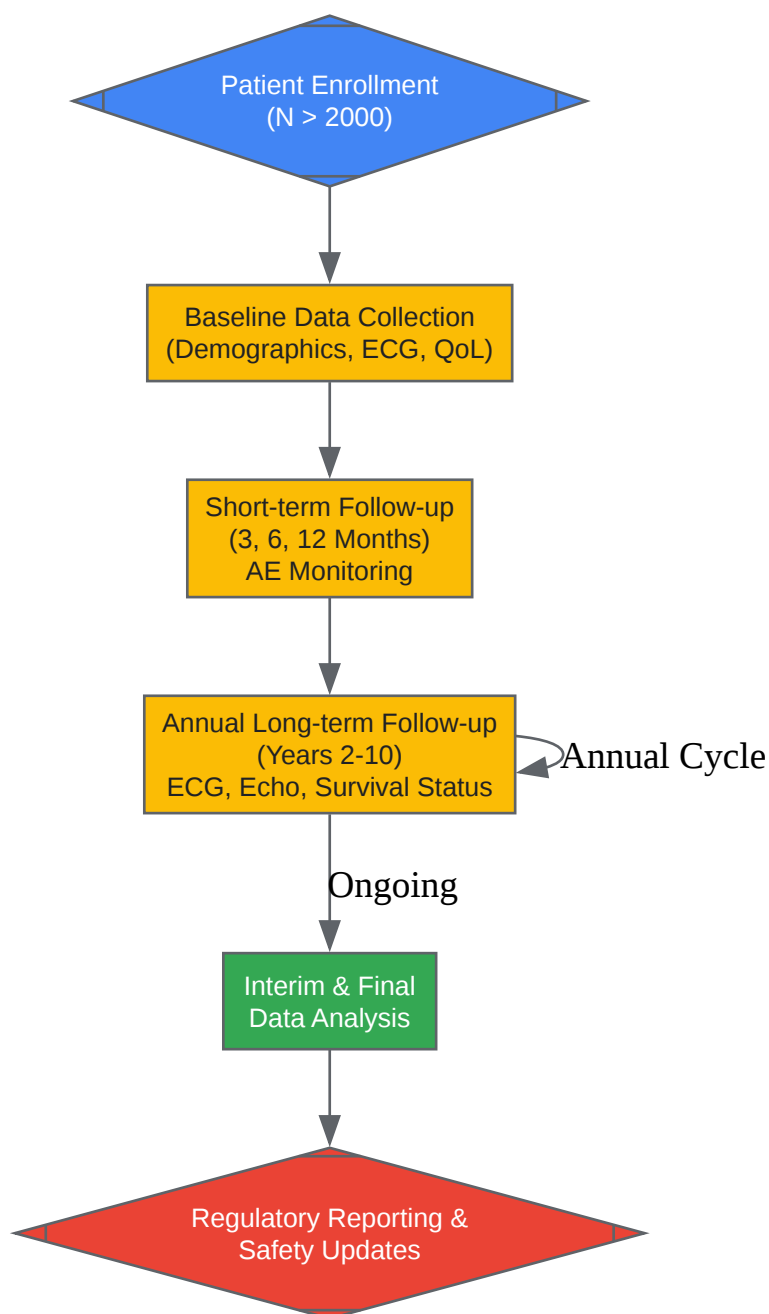 Patient Enrollment
(N > 2000)
Baseline Data Collection
(Demographics, ECG, QoL)
Short-term Follow-up
(3, 6, 12 Months)
AE Monitoring
Annual Long-term Follow-up
(Years 2-10)
ECG, Echo, Survival Status
Annual Cycle
Ongoing
Interim & Final
Data Analysis
Regulatory Reporting &
Safety Updates